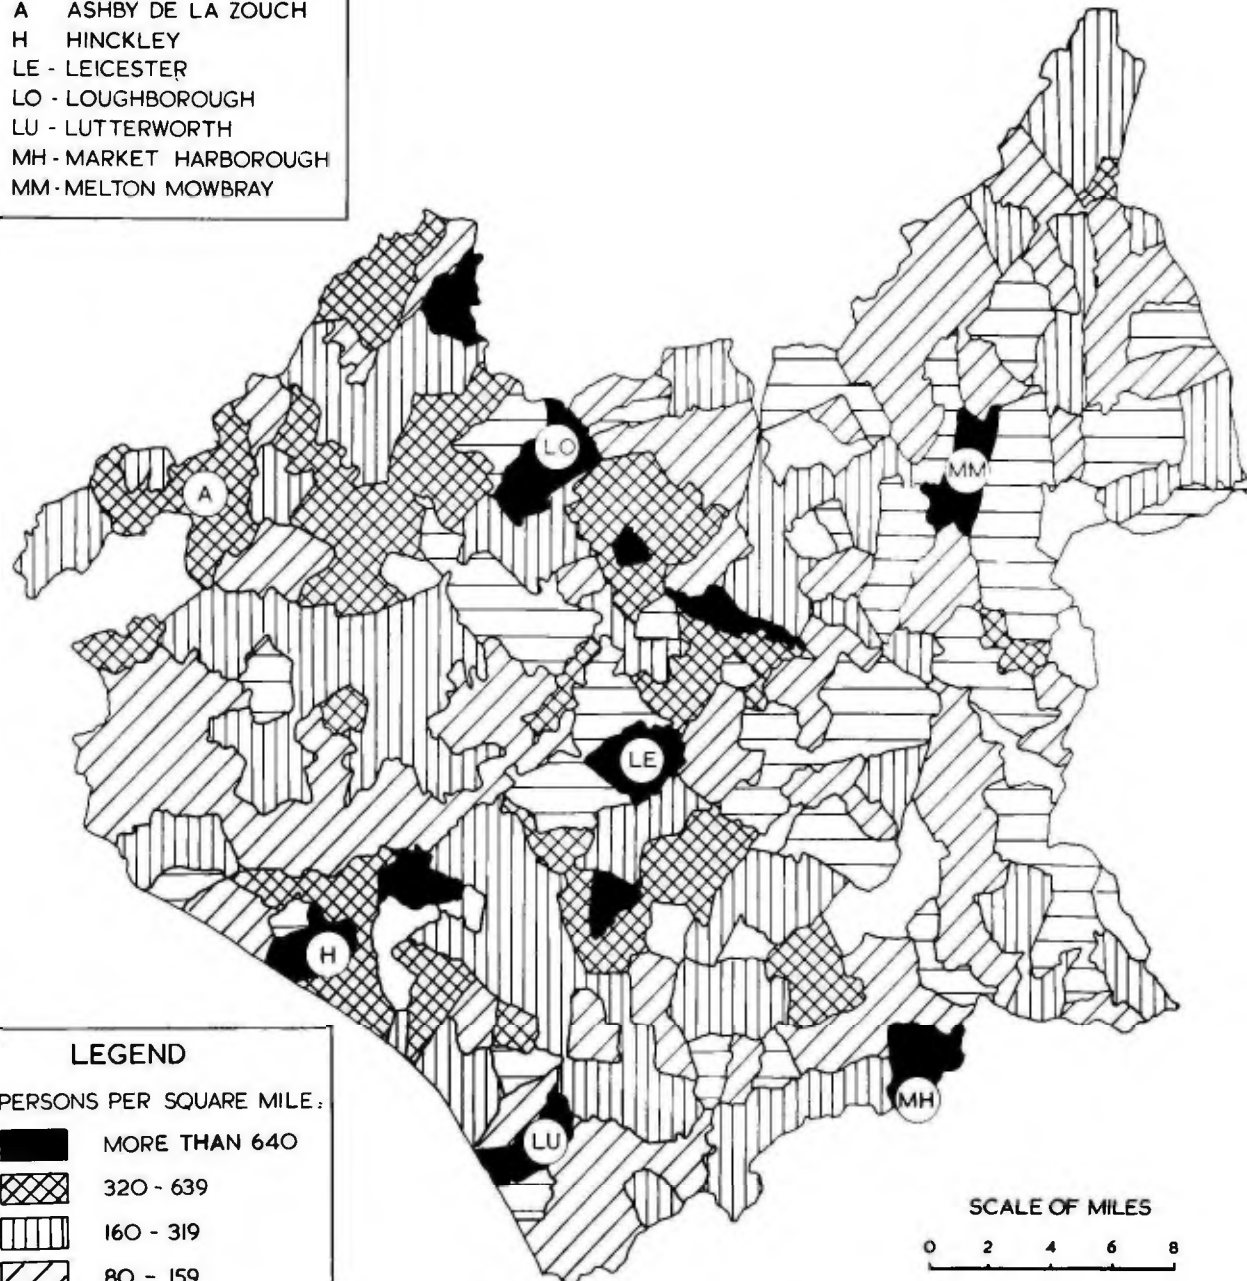 A ASHBY DE LA ZOUCH
H HINCKLEY
LE - LEICESTER
LO - LOUGHBOROUGH
LU - LUTTERWORTH
MH - MARKET HARBOROUGH
MM - MELTON MOWBRAY
LO
MM
A
LE
H
MH
LU
LEGEND
PERSONS PER SQUARE MILE:
MORE THAN 640
320 - 639
160 - 319
80 - 159
SCALE OF MILES
0 2 4 6 8